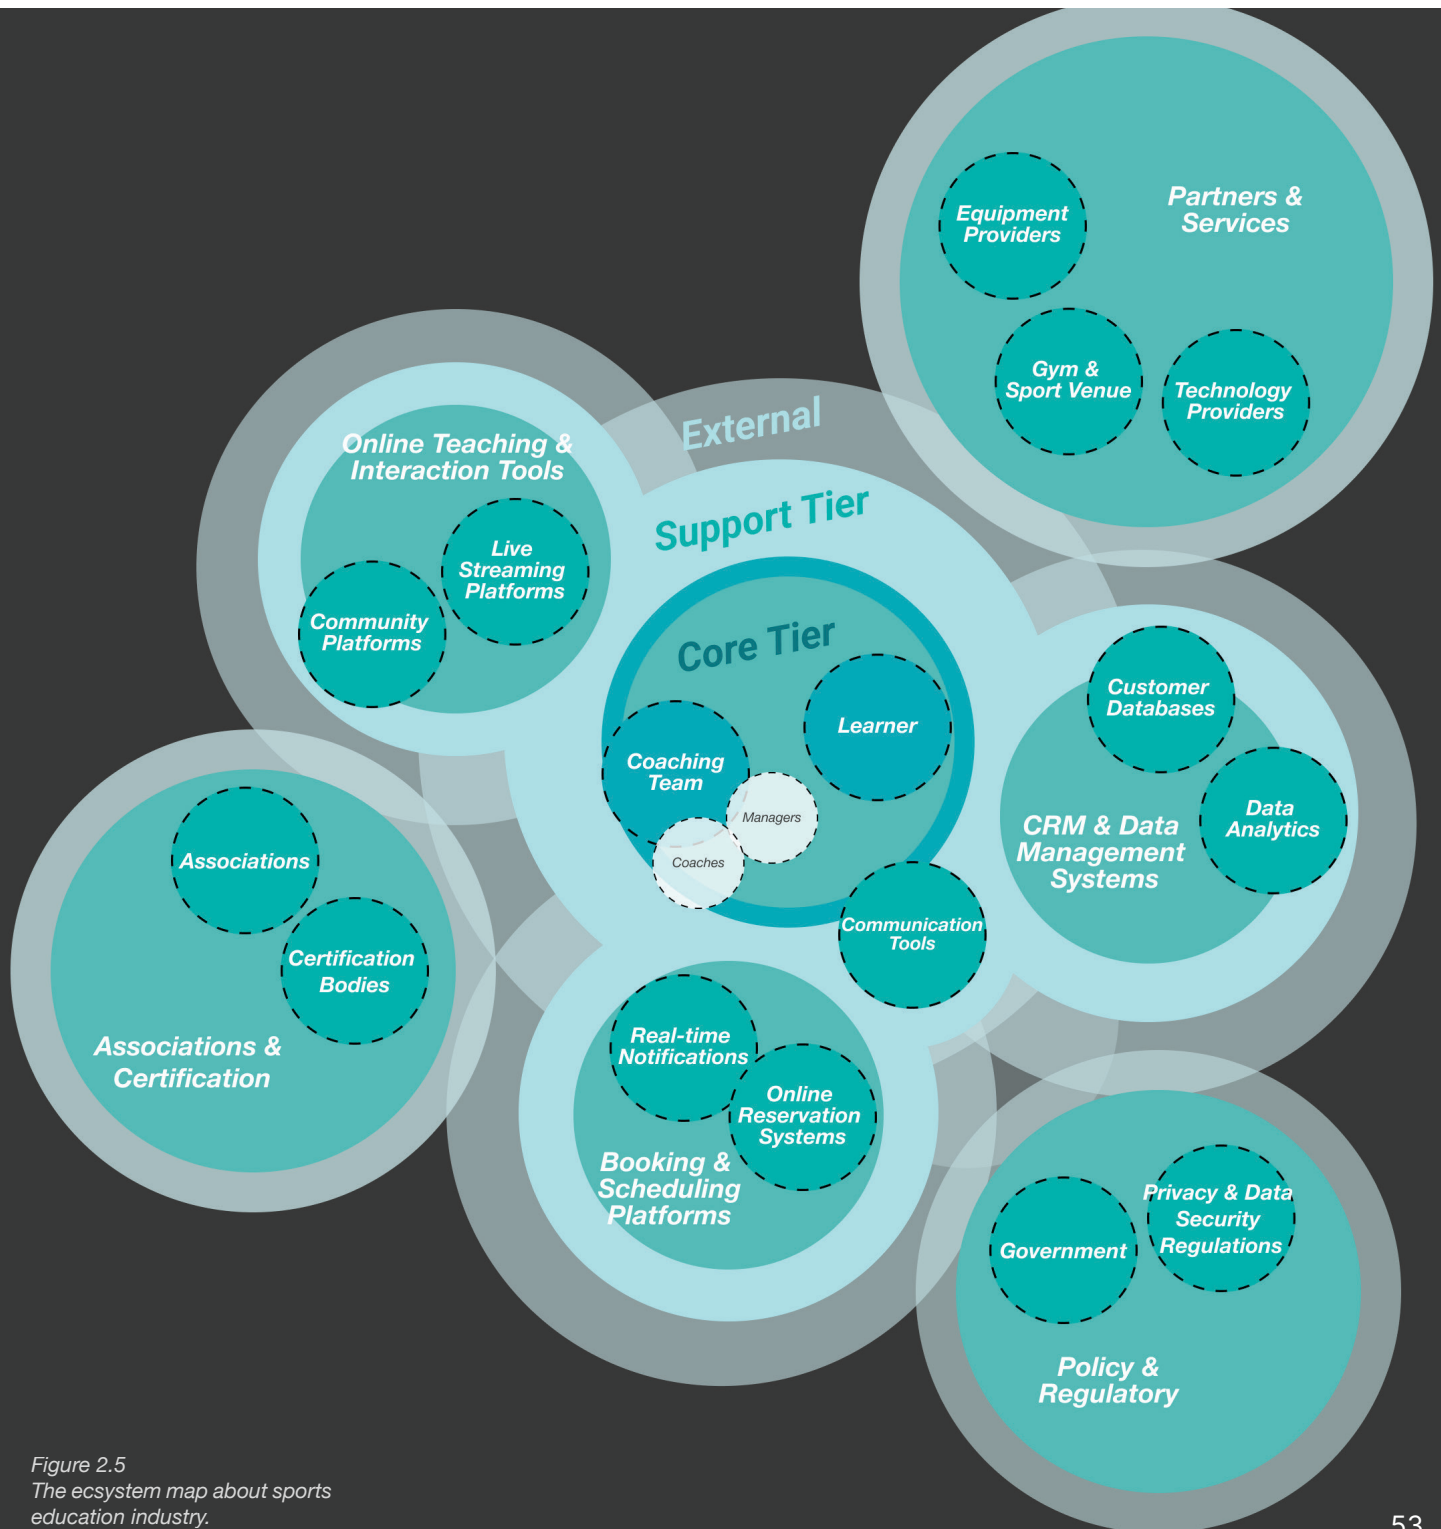 Partners &
Services
Equipment
Providers
Gym &
Sport Venue
Technology
Providers
External
Support Tier
Core Tier
Online Teaching &
Interaction Tools
Live
Streaming
Platforms
Community
Platforms
Learner
Coaching
Team
Managers
Coaches
Communication
Tools
Customer
Databases
Data
Analytics
CRM & Data
Management
Systems
Associations
Certification
Bodies
Associations &
Certification
Real-time
Notifications
Online
Reservation
Systems
Booking &
Scheduling
Platforms
Privacy & Data
Security
Regulations
Government
Policy &
Regulatory
Figure 2.5
The ecsystem map about sports
education industry.
53